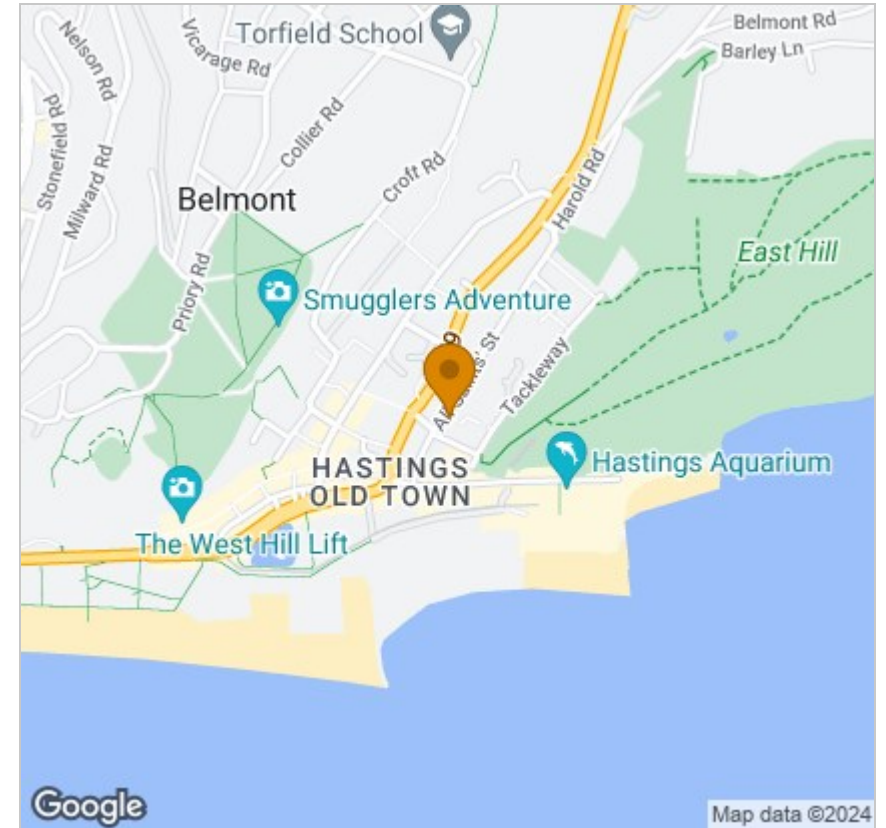 Torfield School
Belmont Rd
Barley Ln
Nelson Rd
Vicarage Rd
Collier Rd
Stonefield Rd
Milward Rd
Croft Rd
Harold Rd
Belmont
East Hill
Priory Rd
Smugglers Adventure
St
Tackleway
HASTINGS
OLD TOWN
Hastings Aquarium
The West Hill Lift
Google
Map data ©2024